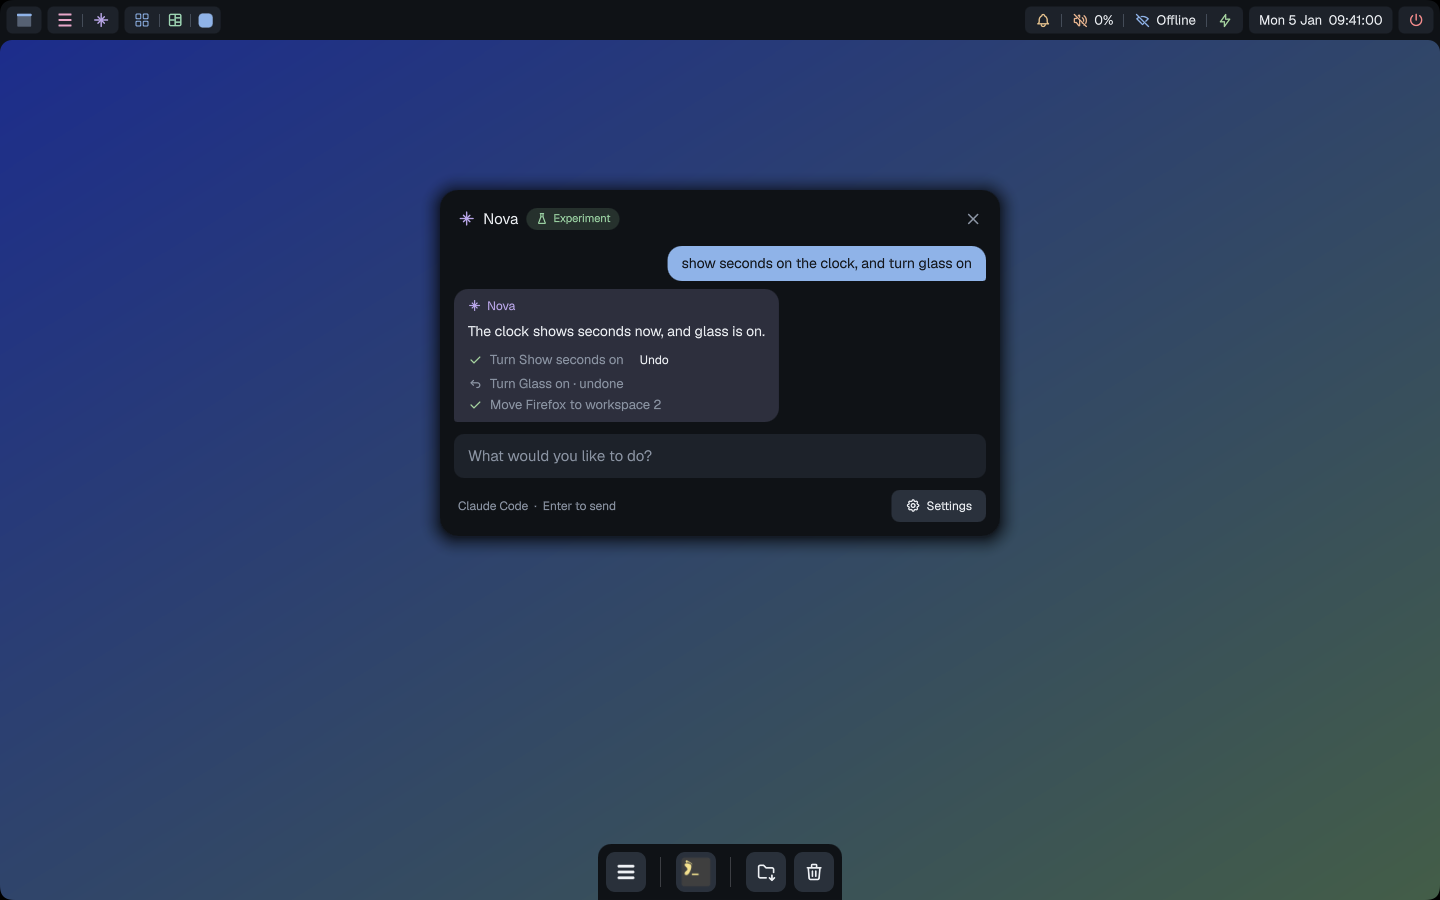 0%
Offline
Mon 5 Jan 09:41:00
Nova
Experiment
show seconds on the clock, and turn glass on
Nova
The clock shows seconds now, and glass is on.
Turn Show seconds on Undo
Turn Glass on · undone
Move Firefox to workspace 2
What would you like to do?
Claude Code · Enter to send
Settings